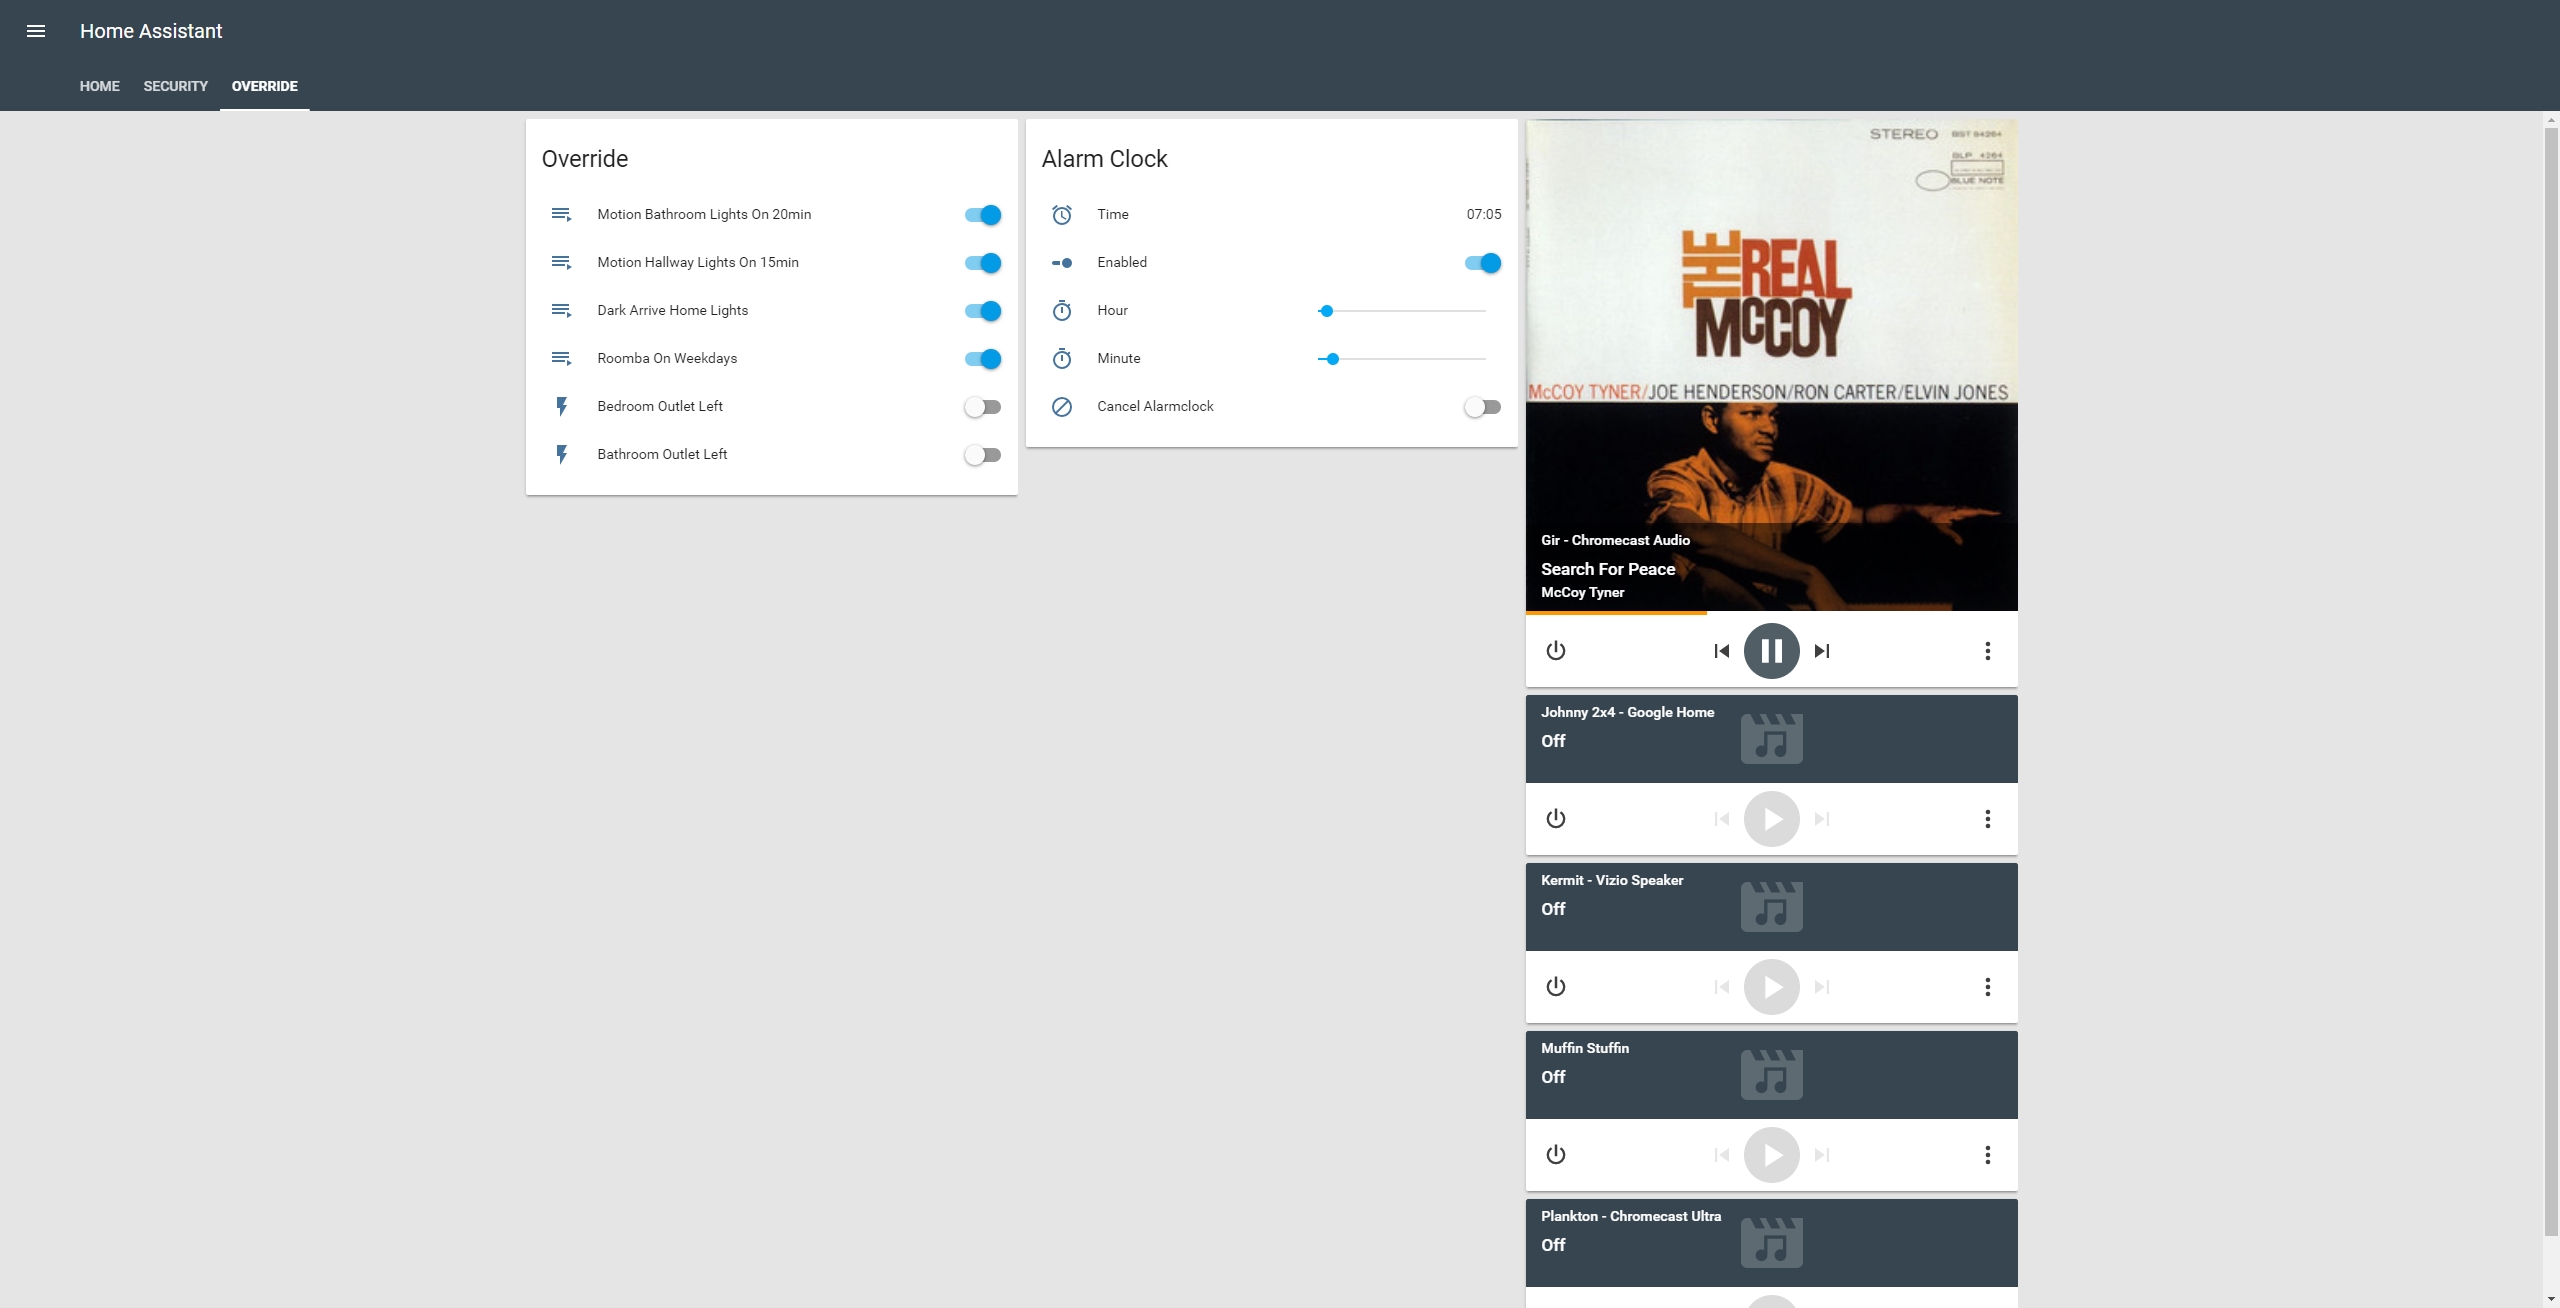 Home Assistant
HOME SECURITY OVERRIDE
Override
Motion Bathroom Lights On 20min
Motion Hallway Lights On 15min
Dark Arrive Home Lights
Roomba On Weekdays
Bedroom Outlet Left
Bathroom Outlet Left
Alarm Clock
Time 07:05
Enabled
Hour
Minute
Cancel Alarmclock
STEREO BST 84264
BLP 4264
BLUE NOTE
THE REAL
McCOY
McCOY TYNER/JOE HENDERSON/RON CARTER/ELVIN JONES
Gir - Chromecast Audio
Search For Peace
McCoy Tyner
Johnny 2x4 - Google Home
Off
Kermit - Vizio Speaker
Off
Muffin Stuffin
Off
Plankton - Chromecast Ultra
Off